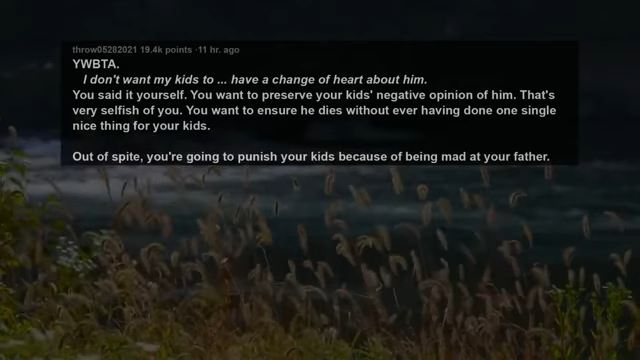 throw05282021 19.4k points ·11 hr. ago
YWBTA.
I don't want my kids to ... have a change of heart about him.
You said it yourself. You want to preserve your kids' negative opinion of him. That's
very selfish of you. You want to ensure he dies without ever having done one single
nice thing for your kids.
Out of spite, you're going to punish your kids because of being mad at your father.